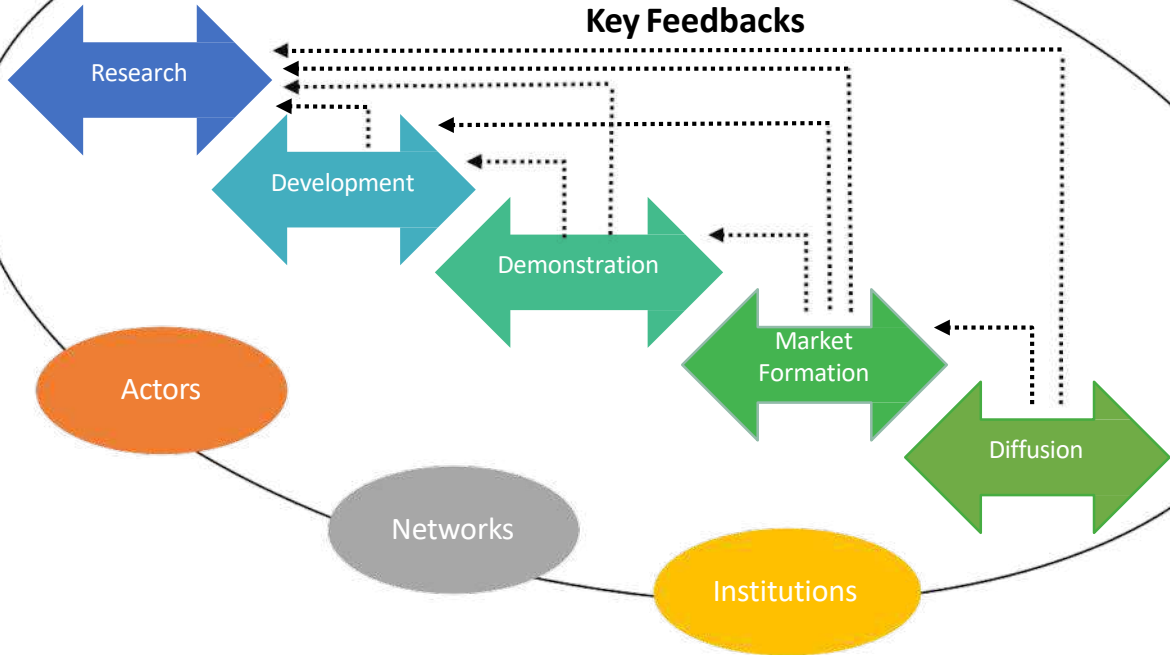 Key Feedbacks
Research
Development
Demonstration
Market
Formation
Diffusion
Actors
Networks
Institutions